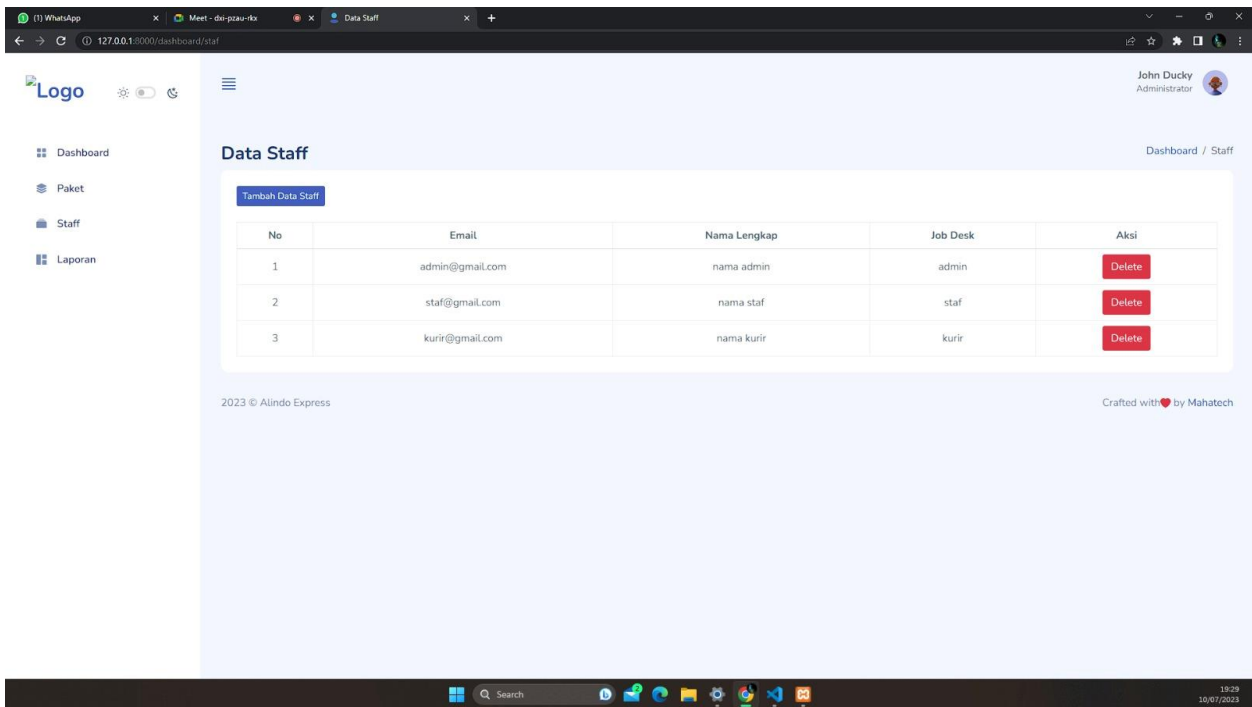 (1) WhatsApp
Meet - dxi-pzau-rkx
Data Staff
127.0.0.1:8000/dashboard/staf
Logo
John Ducky
Administrator
Dashboard
Paket
Staff
Laporan
Data Staff
Dashboard / Staff
Tambah Data Staff
No Email Nama Lengkap Job Desk Aksi
1 admin@gmail.com nama admin admin Delete
2 staf@gmail.com nama staf staf Delete
3 kurir@gmail.com nama kurir kurir Delete
2023 © Alindo Express
Crafted with by Mahatech
Search
19:29
10/07/2023